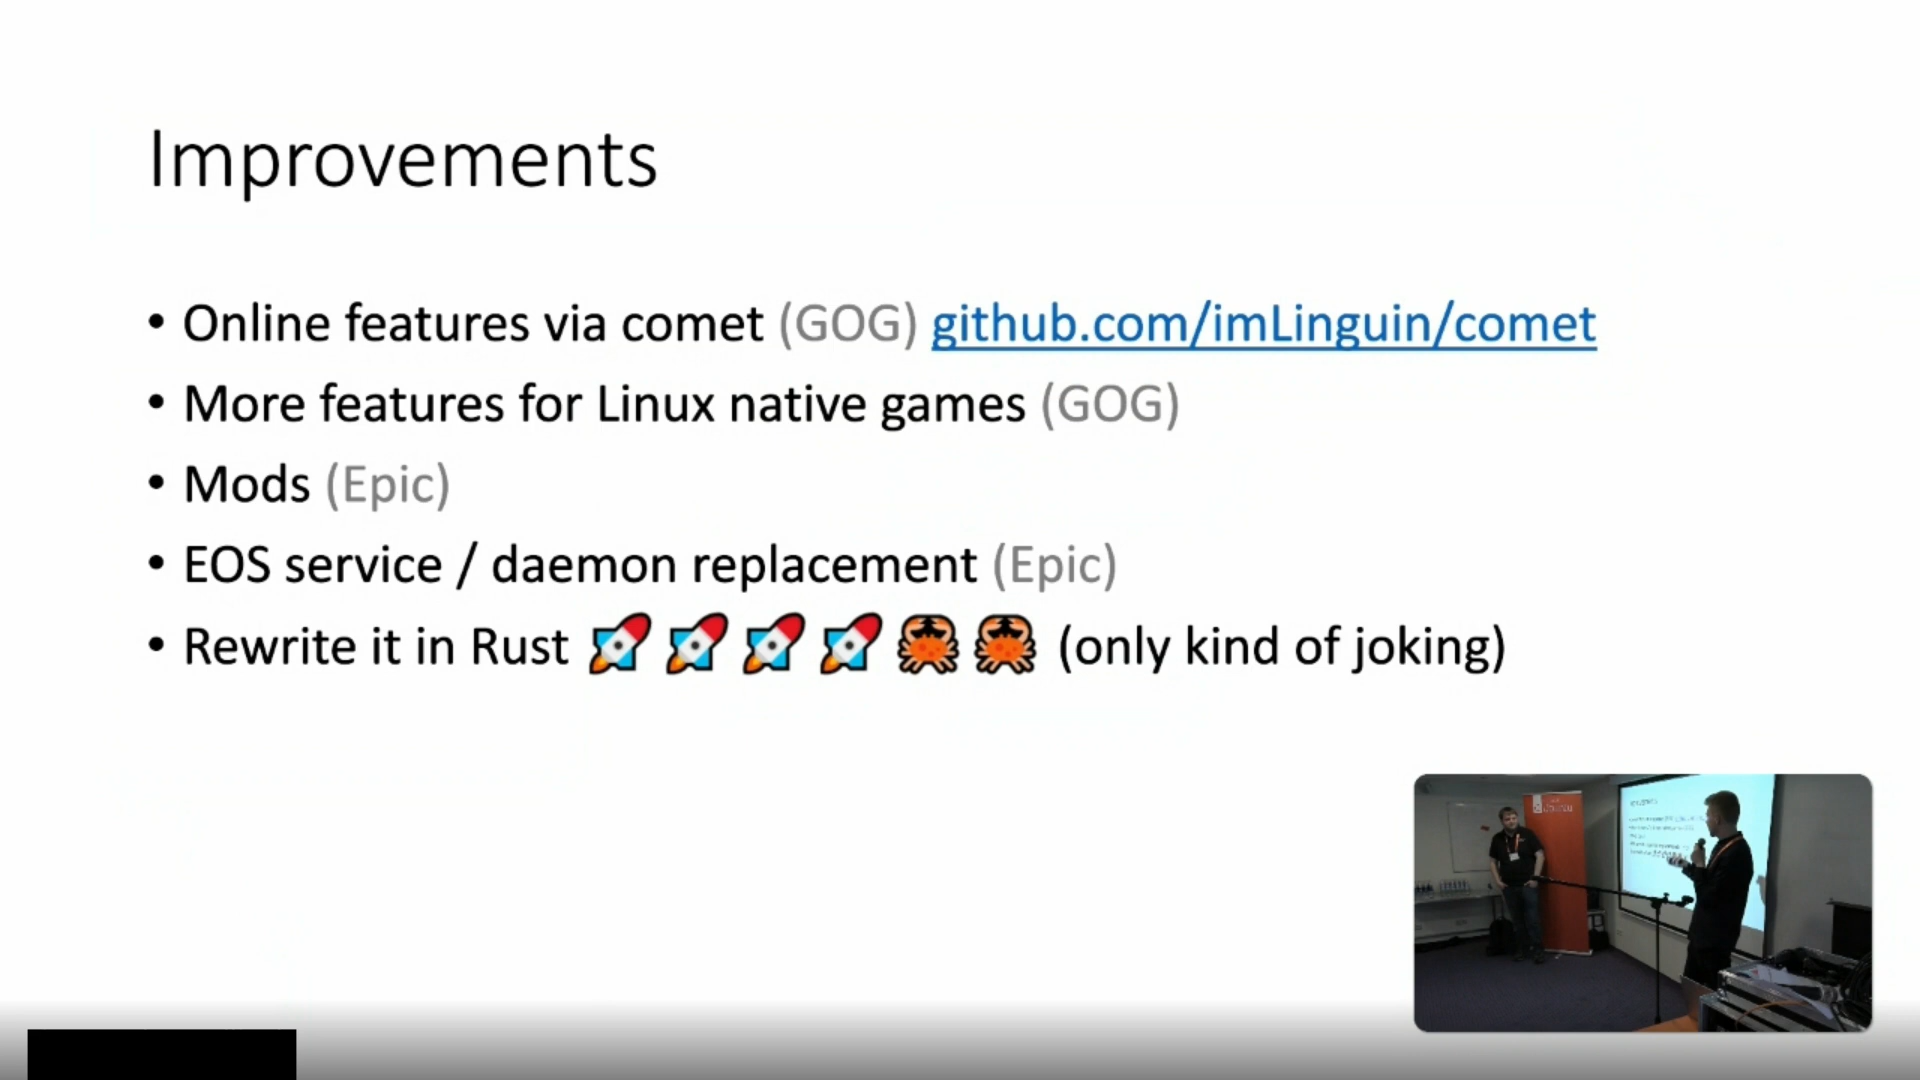 Improvements
• Online features via comet (GOG) github.com/imLinguin/comet
• More features for Linux native games (GOG)
• Mods (Epic)
• EOS service / daemon replacement (Epic)
• Rewrite it in Rust 🚀 🚀 🚀 🚀 🦀 🦀 (only kind of joking)